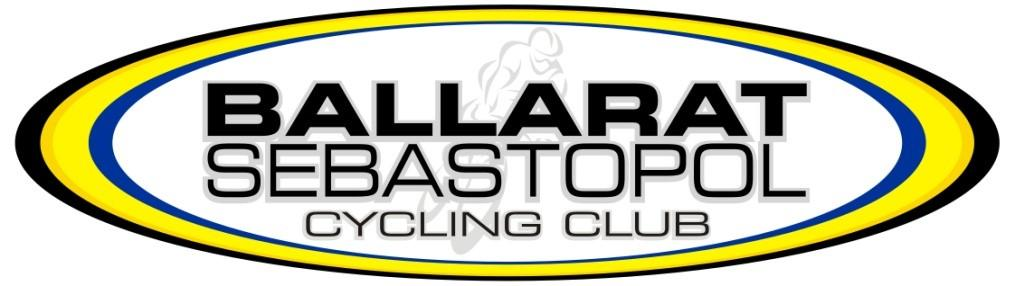 BALLARAT
SEBASTOPOL
CYCLING CLUB